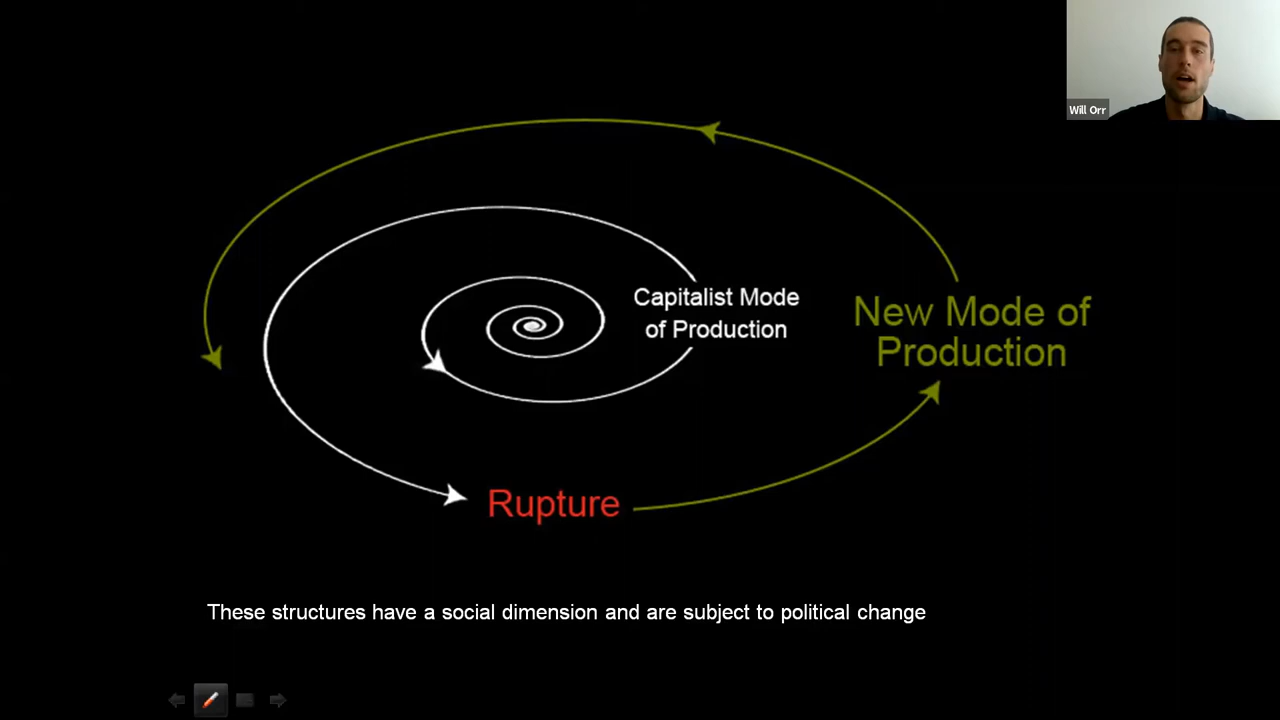 Will Orr
Capitalist Mode
of Production
New Mode of
Production
Rupture
These structures have a social dimension and are subject to political change